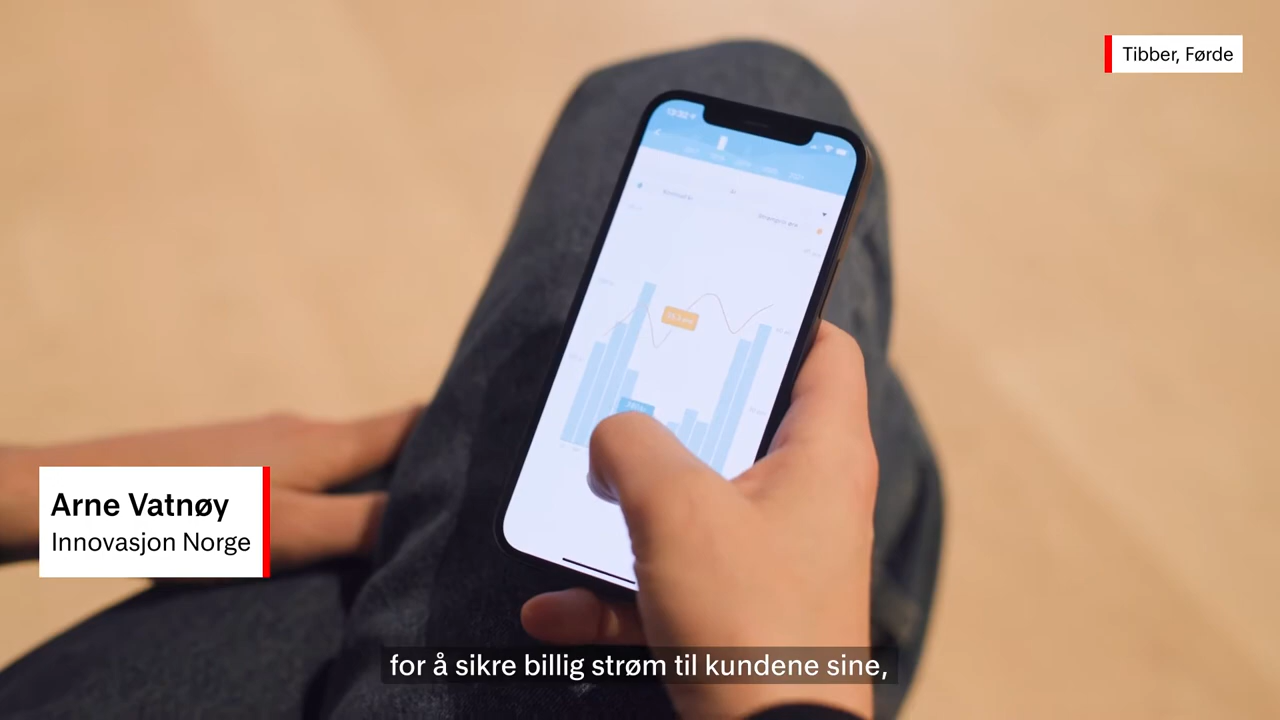 Tibber, Førde
Arne Vatnøy
Innovasjon Norge
for å sikre billig strøm til kundene sine,